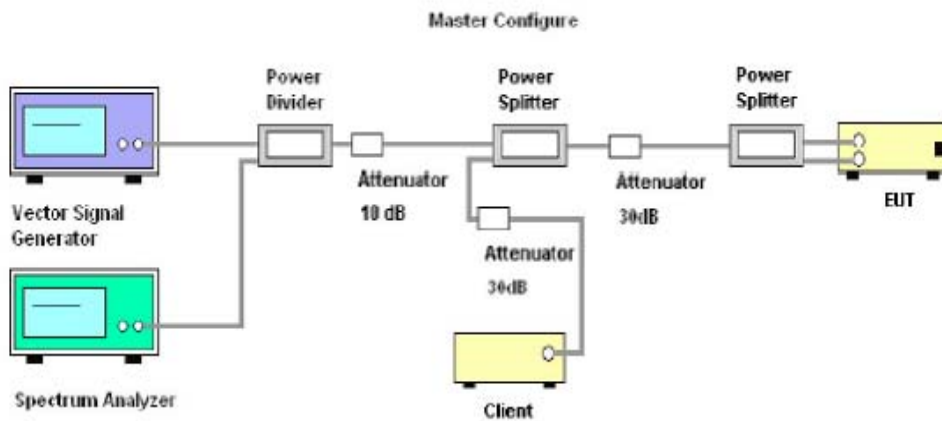 Master Configure
Power
Divider
Power
Splitter
Power
Splitter
Attenuator
10 dB
Attenuator
30dB
EUT
Vector Signal
Generator
Attenuator
30dB
Spectrum Analyzer
Client